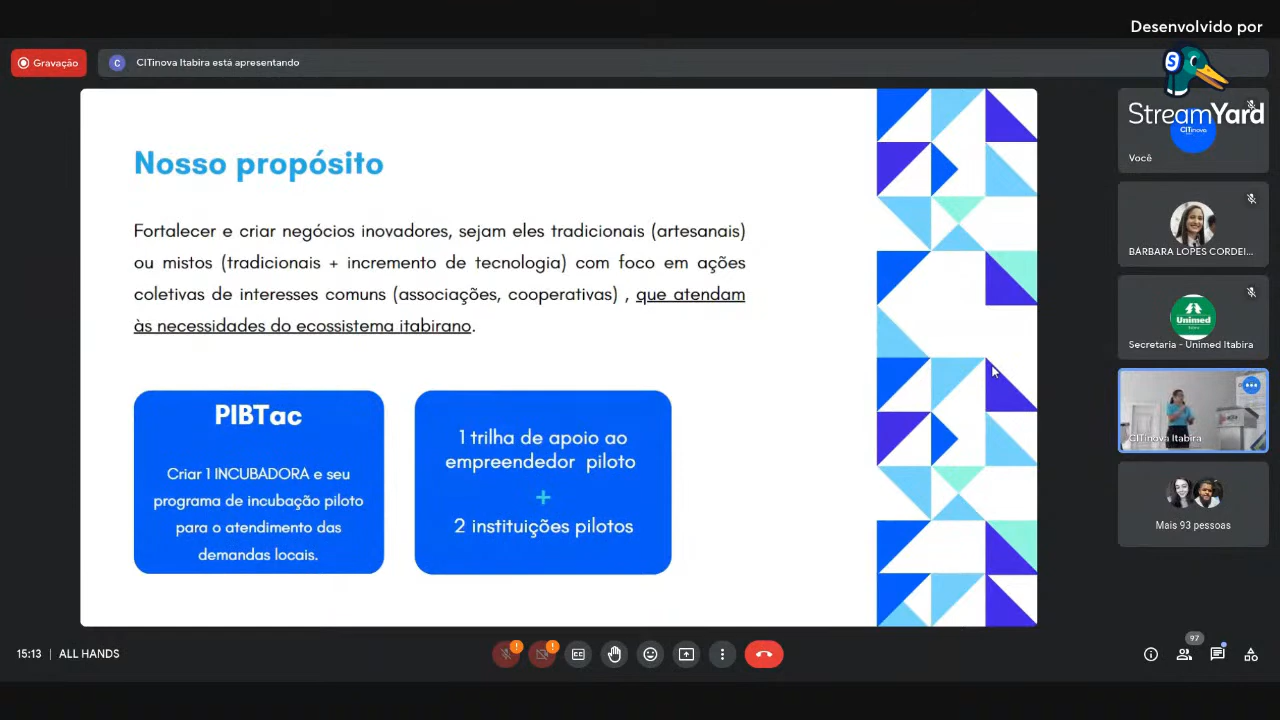 Desenvolvido por
StreamYard
Gravação
C
CITinova Itabira está apresentando
Nosso propósito
Fortalecer e criar negócios inovadores, sejam eles tradicionais (artesanais)
ou mistos (tradicionais + incremento de tecnologia) com foco em ações
coletivas de interesses comuns (associações, cooperativas) , que atendam
às necessidades do ecossistema itabirano.
PIBTac
Criar 1 INCUBADORA e seu
programa de incubação piloto
para o atendimento das
demandas locais.
1 trilha de apoio ao
empreendedor piloto
+
2 instituições pilotos
CITinova
Você
BÁRBARA LOPES CORDEI...
Unimed
Secretaria - Unimed Itabira
CITinova Itabira
Mais 93 pessoas
15:13 | ALL HANDS
97